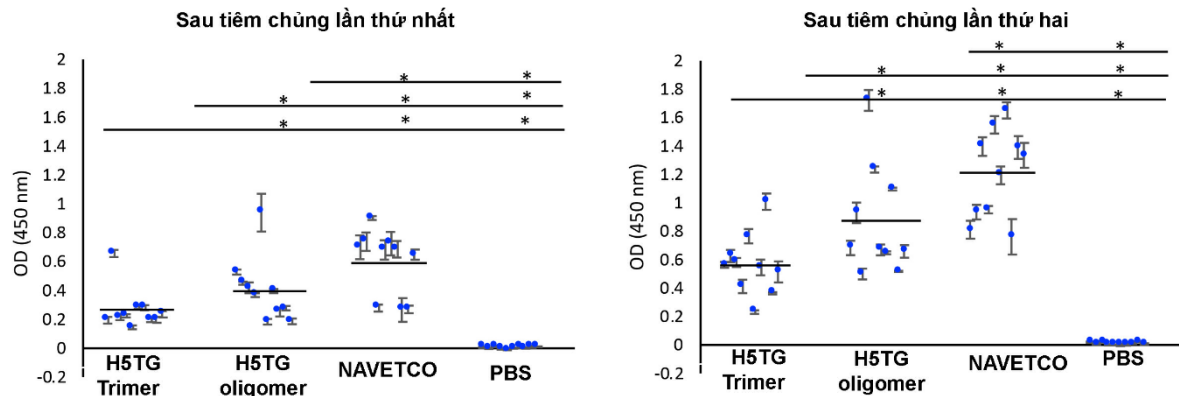 Sau tiêm chủng lần thứ nhất
2
1.8
1.6
1.4
1.2
1
0.8
0.6
0.4
0.2
0
-0.2
OD (450 nm)
* *
* * *
* * *
H5TG
Trimer
H5TG
oligomer
NAVETCO
PBS
Sau tiêm chủng lần thứ hai
2
1.8
1.6
1.4
1.2
1
0.8
0.6
0.4
0.2
0
-0.2
OD (450 nm)
* *
* * *
* * *
H5TG
Trimer
H5TG
oligomer
NAVETCO
PBS